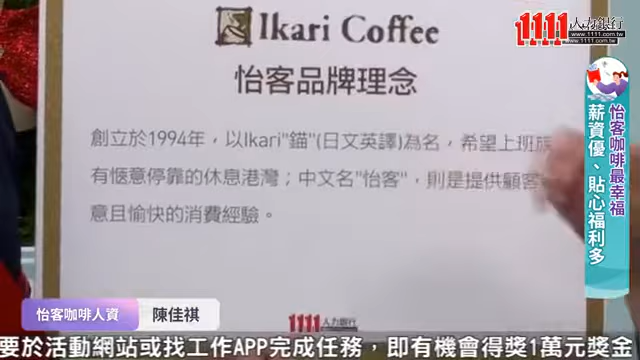 Ikari Coffee
怡客品牌理念
創立於1994年，以Ikari"錨"(日文英譯)為名，希望上班族
有愜意停靠的休息港灣；中文名"怡客"，則是提供顧客
意且愉快的消費經驗。
1111人力銀行
1111 人力銀行
www.1111.com.tw
怡客咖啡最幸福
薪資優、貼心福利多
怡客咖啡人資
陳佳祺
要於活動網站或找工作APP完成任務，即有機會得獎1萬元獎金